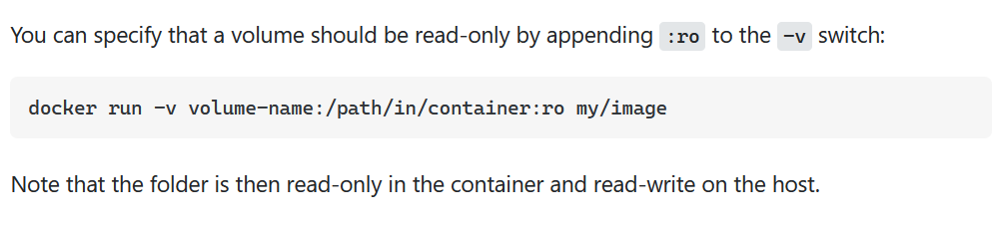 You can specify that a volume should be read-only by appending :ro to the -v switch:
docker run -v volume-name:/path/in/container:ro my/image
Note that the folder is then read-only in the container and read-write on the host.